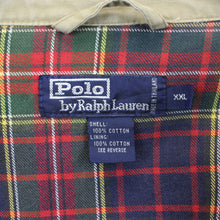 Polo
by Ralph Lauren
XXL
SHELL:
100% COTTON
LINING:
100% COTTON
SEE REVERSE